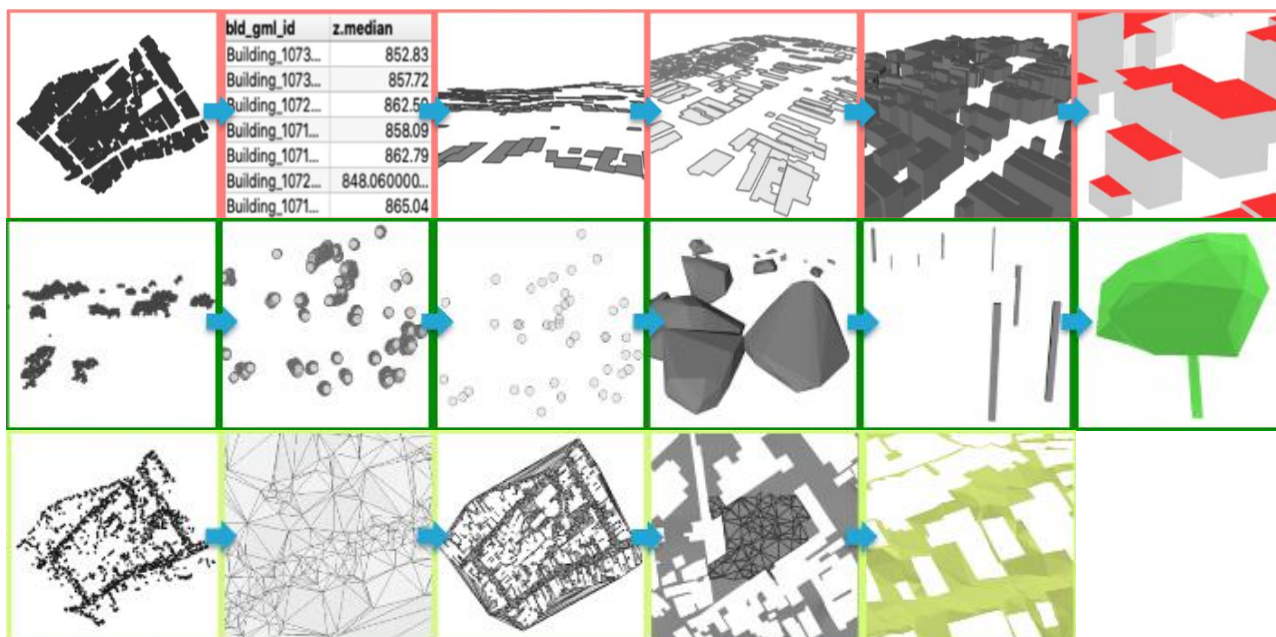 bld_gml_id z.median
Building_1073... 852.83
Building_1073... 857.72
Building_1072... 862.59
Building_1071... 858.09
Building_1071... 862.79
Building_1072... 848.060000...
Building_1071... 865.04